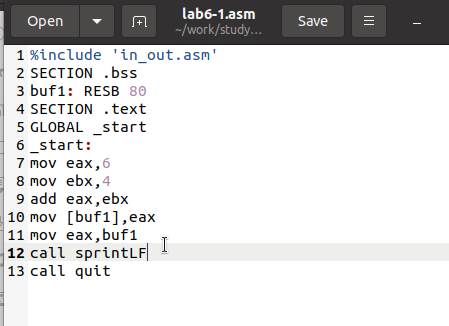 Open
lab6-1.asm
~/work/study...
Save
1 %include 'in_out.asm'
2 SECTION .bss
3 buf1: RESB 80
4 SECTION .text
5 GLOBAL _start
6 _start:
7 mov eax,6
8 mov ebx,4
9 add eax,ebx
10 mov [buf1],eax
11 mov eax,buf1
12 call sprintLF
13 call quit